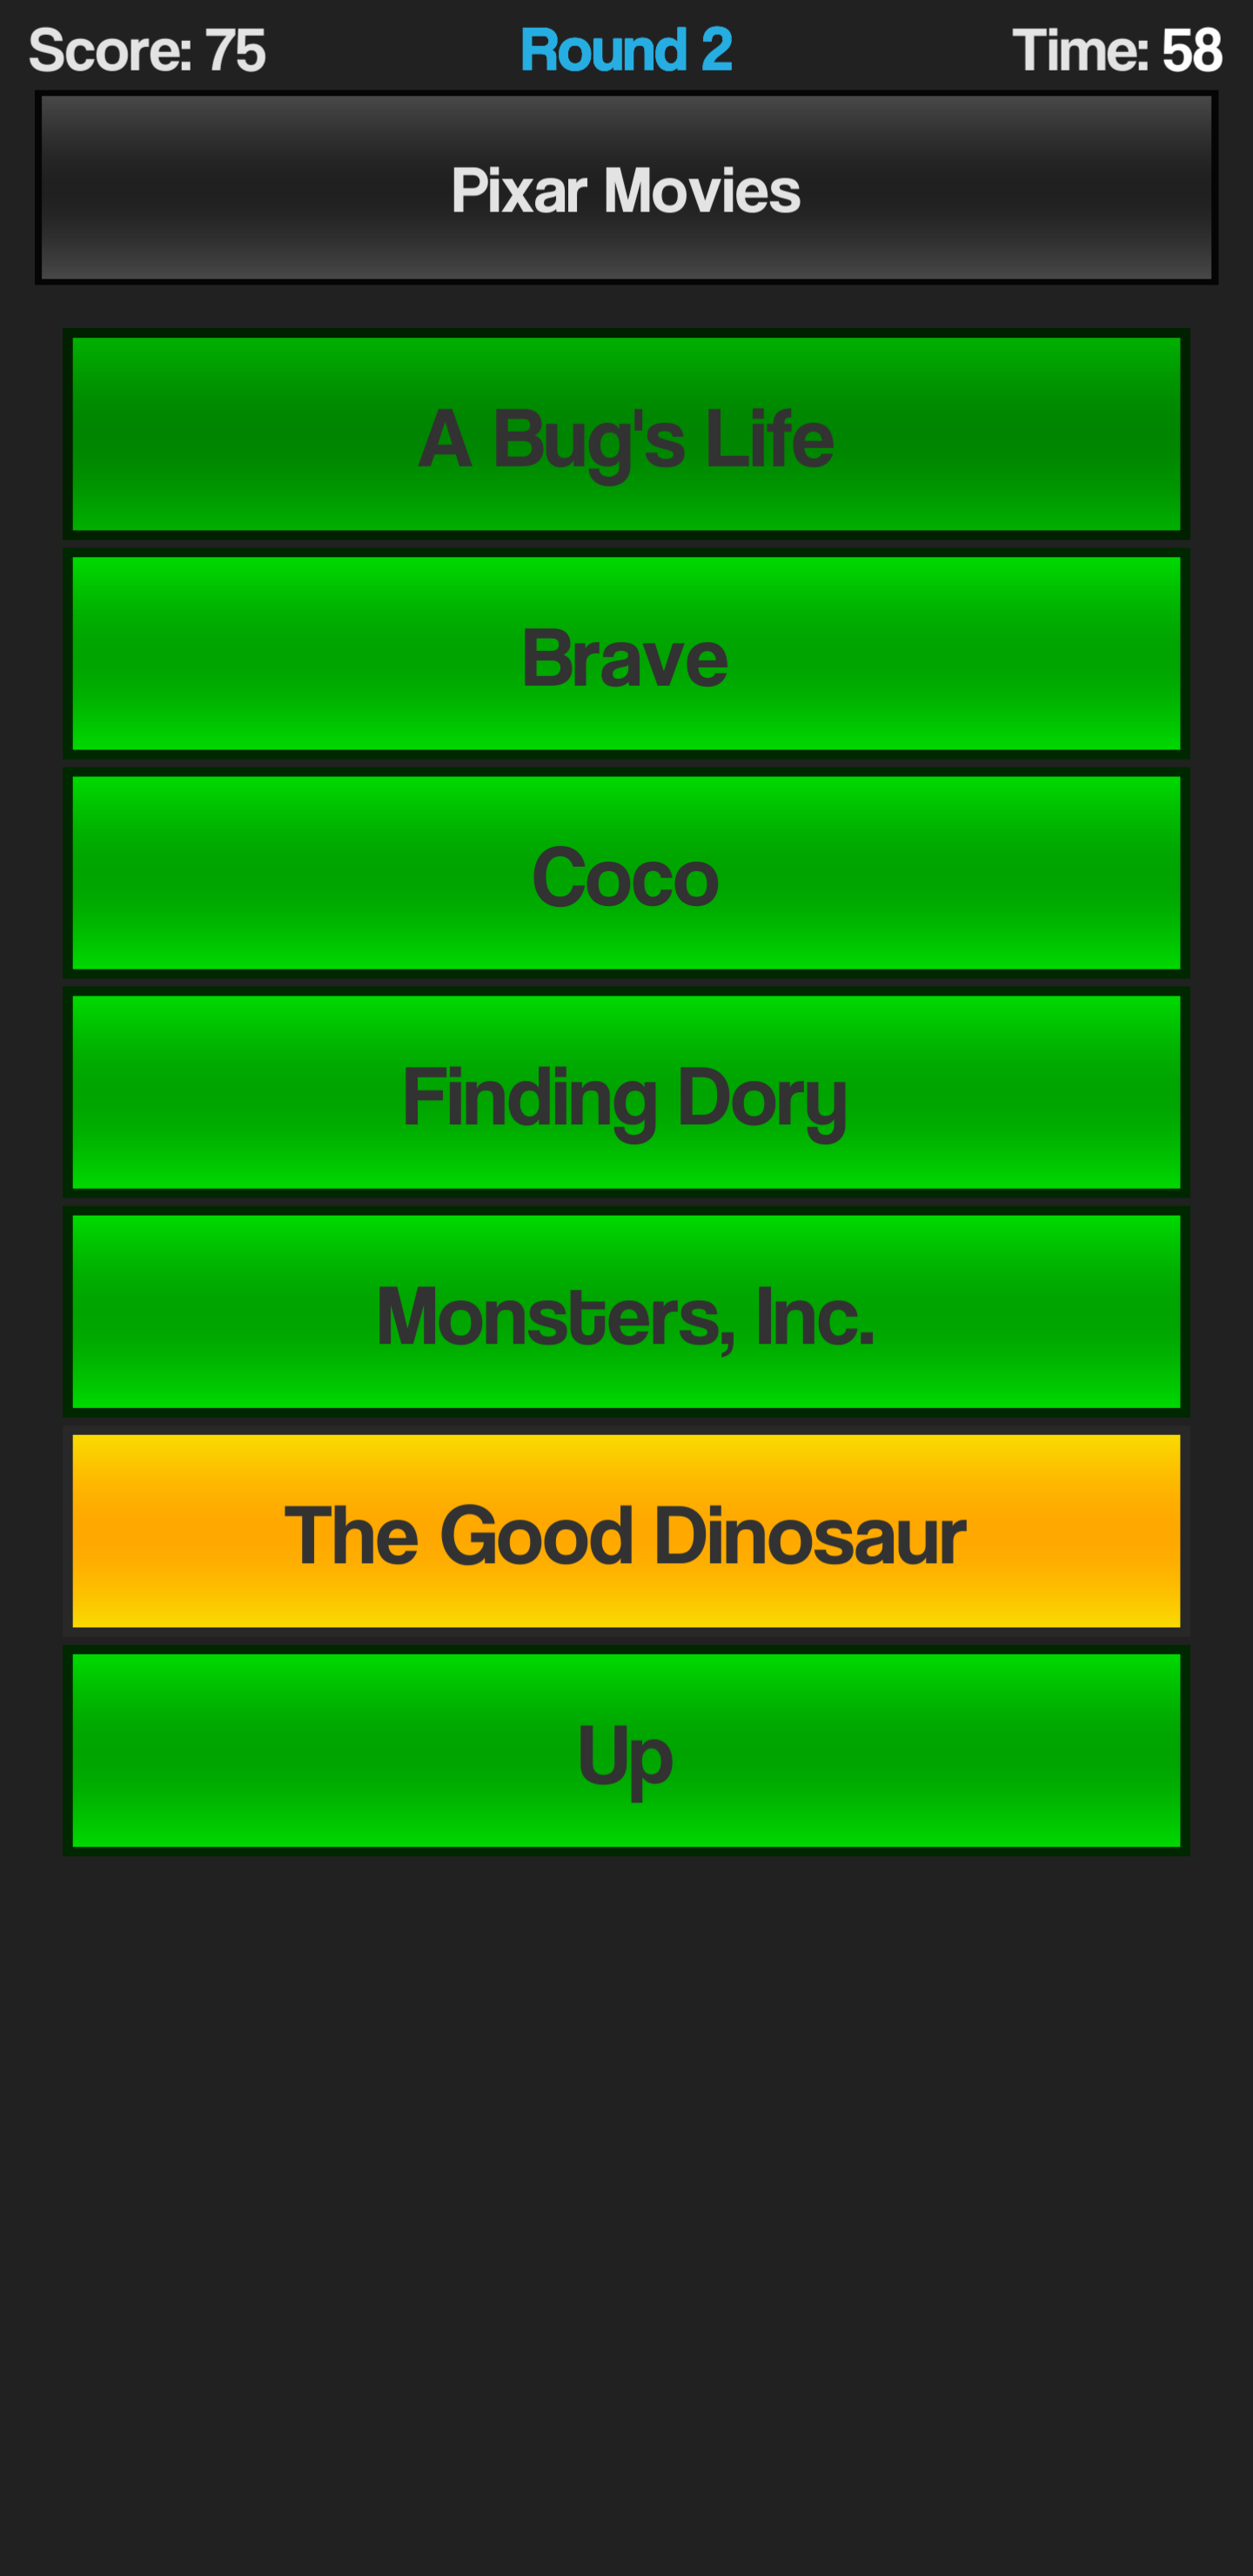 Score: 75 Round 2 Time: 58
Pixar Movies
A Bug's Life
Brave
Coco
Finding Dory
Monsters, Inc.
The Good Dinosaur
Up